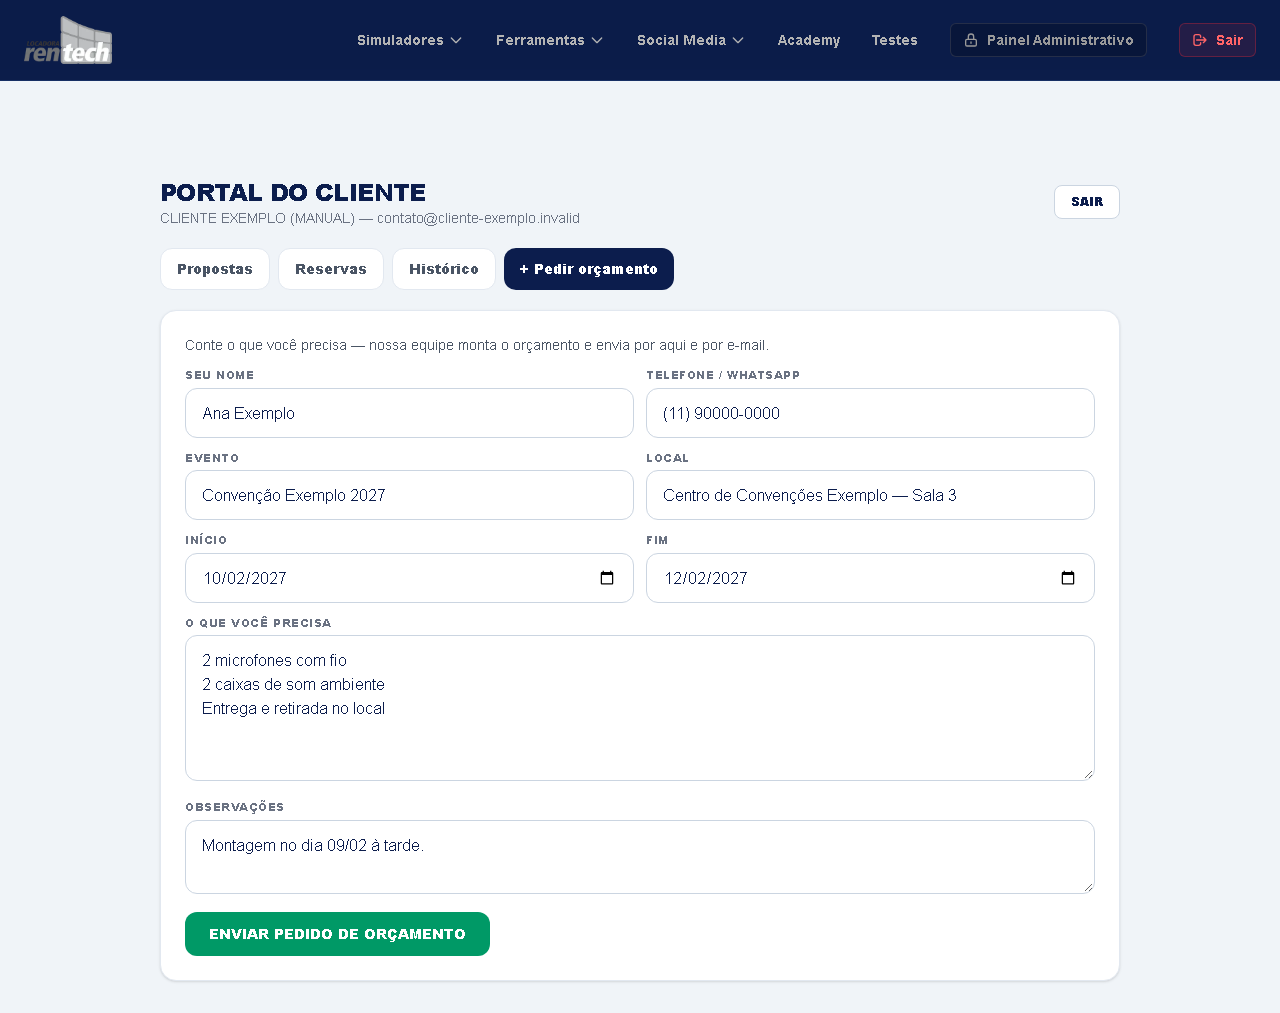 rentech
Simuladores
Ferramentas
Social Media
Academy
Testes
Painel Administrativo
Sair
PORTAL DO CLIENTE
CLIENTE EXEMPLO (MANUAL) — contato@cliente-exemplo.invalid
SAIR
Propostas
Reservas
Histórico
+ Pedir orçamento
Conte o que você precisa — nossa equipe monta o orçamento e envia por aqui e por e-mail.
SEU NOME
Ana Exemplo
TELEFONE / WHATSAPP
(11) 90000-0000
EVENTO
Convenção Exemplo 2027
LOCAL
Centro de Convenções Exemplo — Sala 3
INÍCIO
10/02/2027
FIM
12/02/2027
O QUE VOCÊ PRECISA
2 microfones com fio
2 caixas de som ambiente
Entrega e retirada no local
OBSERVAÇÕES
Montagem no dia 09/02 à tarde.
ENVIAR PEDIDO DE ORÇAMENTO